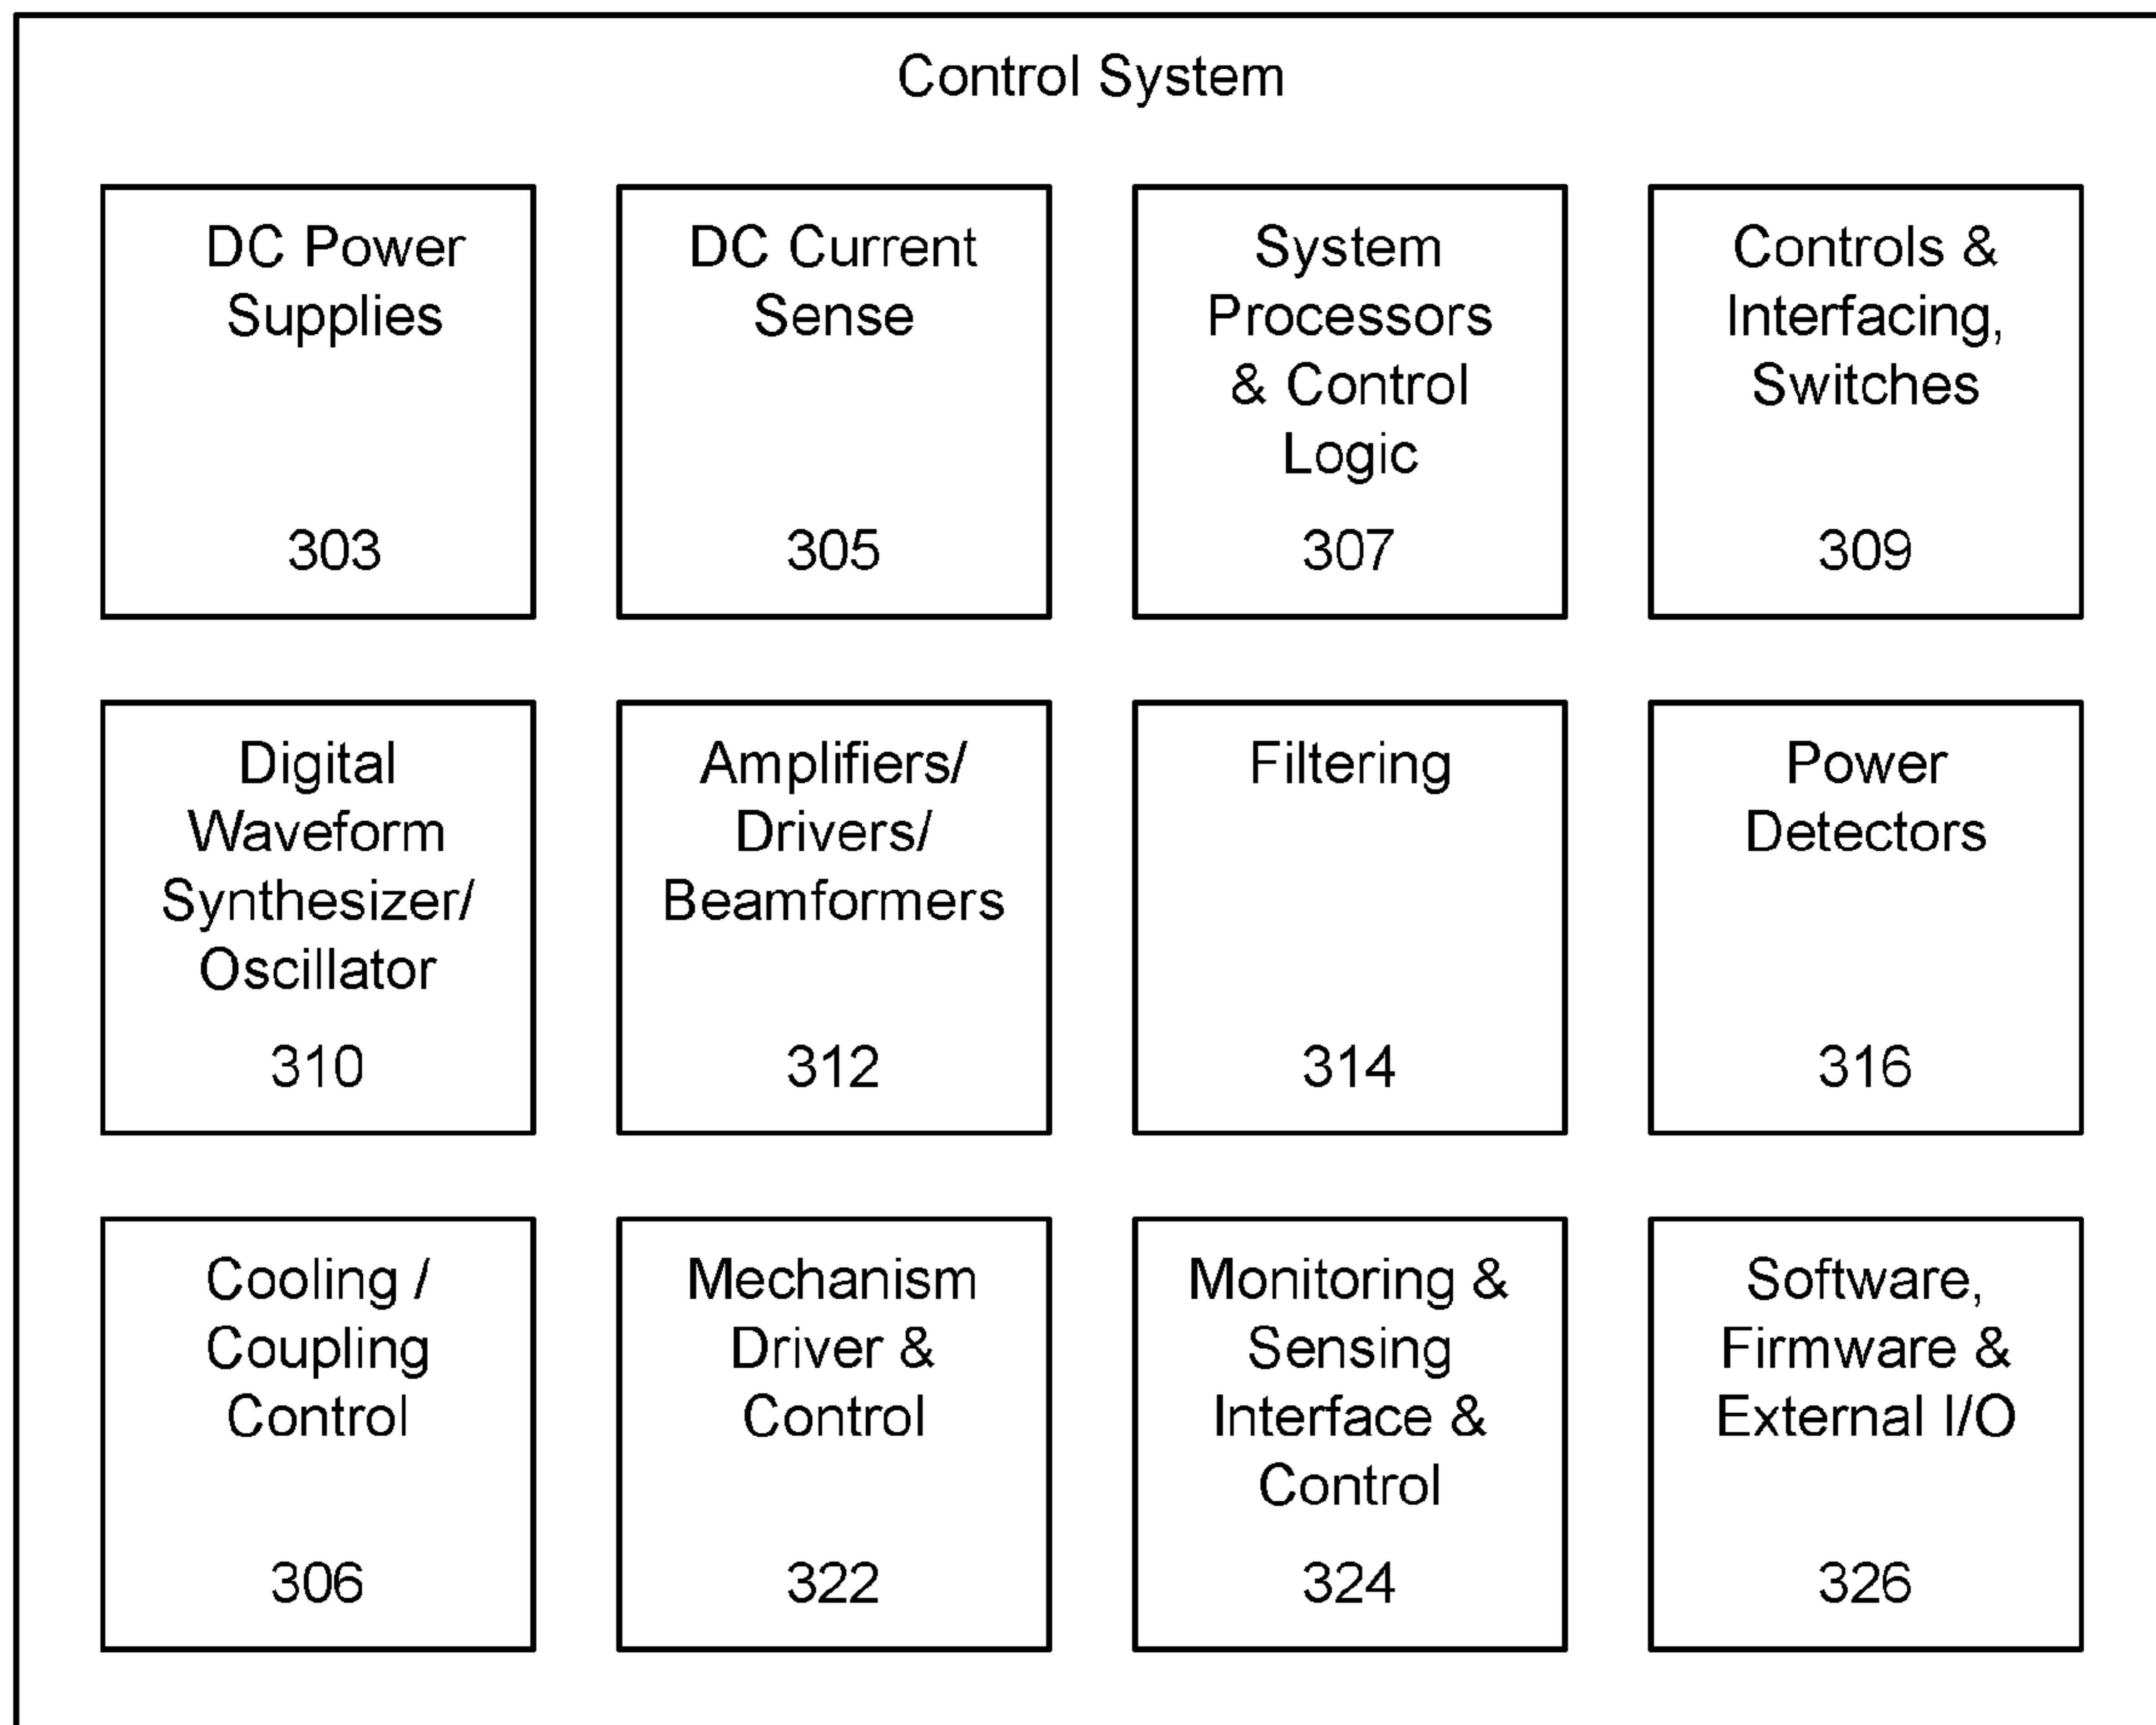 Control System
DC Power
Supplies
303
DC Current
Sense
305
System
Processors
& Control
Logic
307
Controls &
Interfacing,
Switches
309
Digital
Waveform
Synthesizer/
Oscillator
310
Amplifiers/
Drivers/
Beamformers
312
Filtering
314
Power
Detectors
316
Cooling /
Coupling
Control
306
Mechanism
Driver &
Control
322
Monitoring &
Sensing
Interface &
Control
324
Software,
Firmware &
External I/O
326